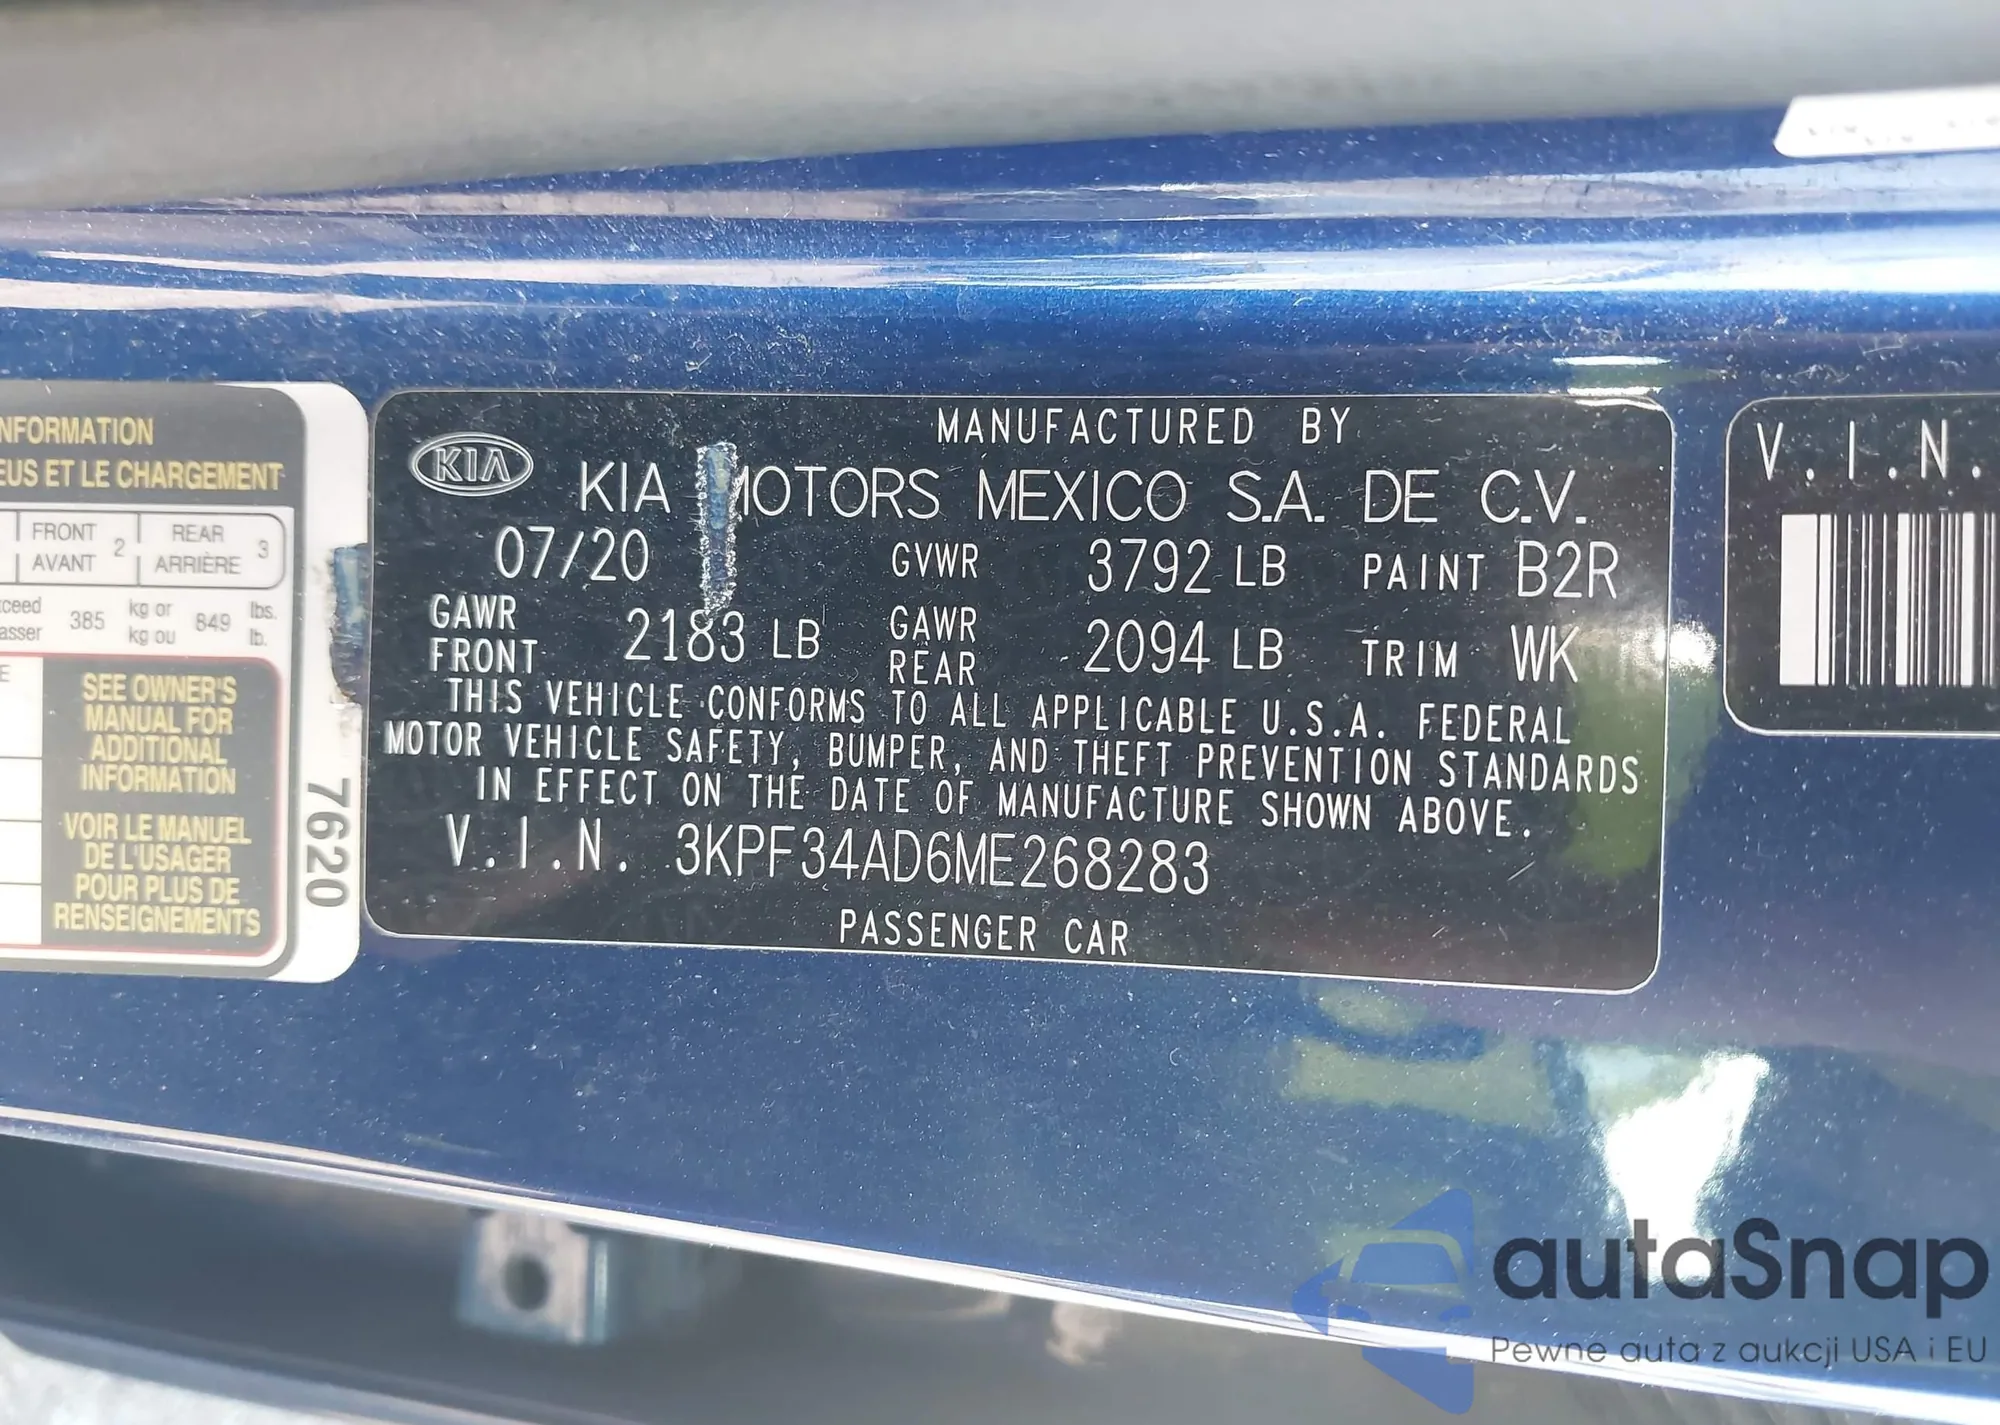 NFORMATION
EUS ET LE CHARGEMENT
FRONT
AVANT
2
REAR
ARRIÈRE
3
xceed
asser
385
kg or
kg ou
849
lbs.
lb.
E
SEE OWNER'S
MANUAL FOR
ADDITIONAL
INFORMATION
VOIR LE MANUEL
DE L'USAGER
POUR PLUS DE
RENSEIGNEMENTS
7620
MANUFACTURED BY
KIA
KIA MOTORS MEXICO S.A. DE C.V.
07/20 GVWR 3792 LB PAINT B2R
GAWR FRONT 2183 LB GAWR REAR 2094 LB TRIM WK
THIS VEHICLE CONFORMS TO ALL APPLICABLE U.S.A. FEDERAL
MOTOR VEHICLE SAFETY, BUMPER, AND THEFT PREVENTION STANDARDS
IN EFFECT ON THE DATE OF MANUFACTURE SHOWN ABOVE.
V.I.N. 3KPF34AD6ME268283
PASSENGER CAR
V.I.N.
autaSnap
Pewne auta z aukcji USA i EU